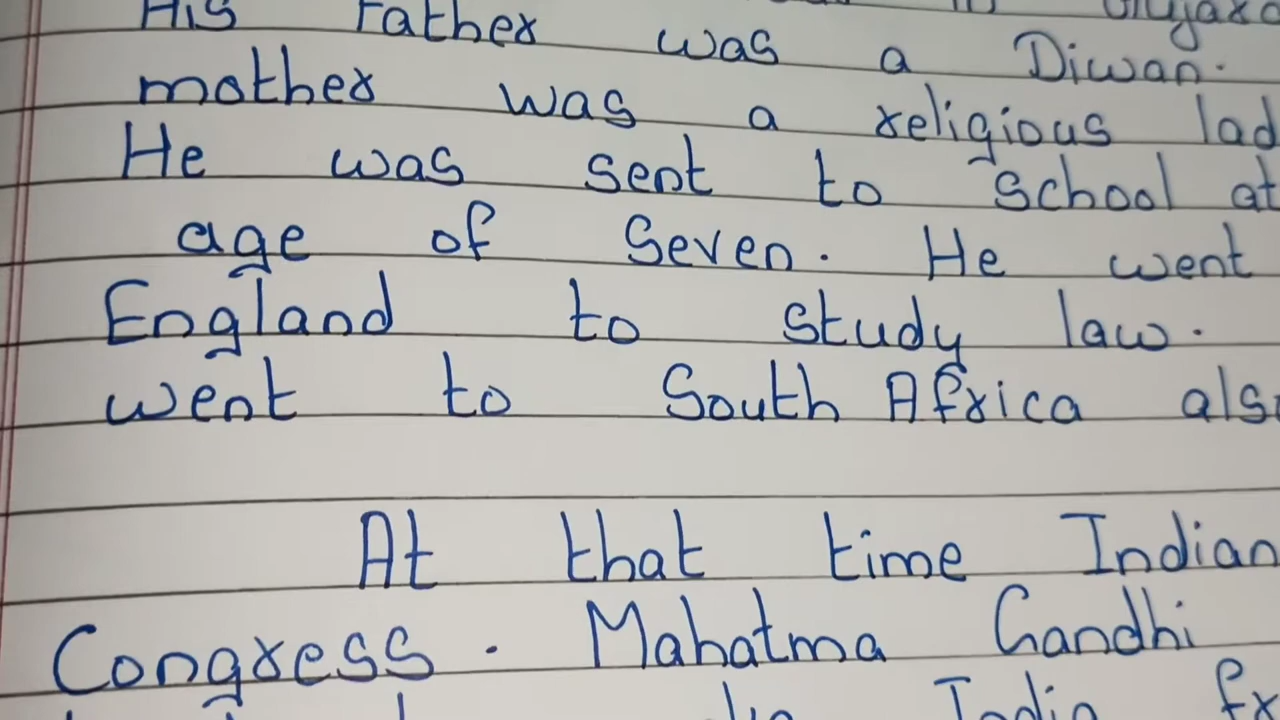 His Father was a Diwan.
mother was a religious lad
He was sent to school at
age of Seven. He went
England to study law.
went to South Africa als
At that time Indian
Congress. Mahatma Gandhi
India